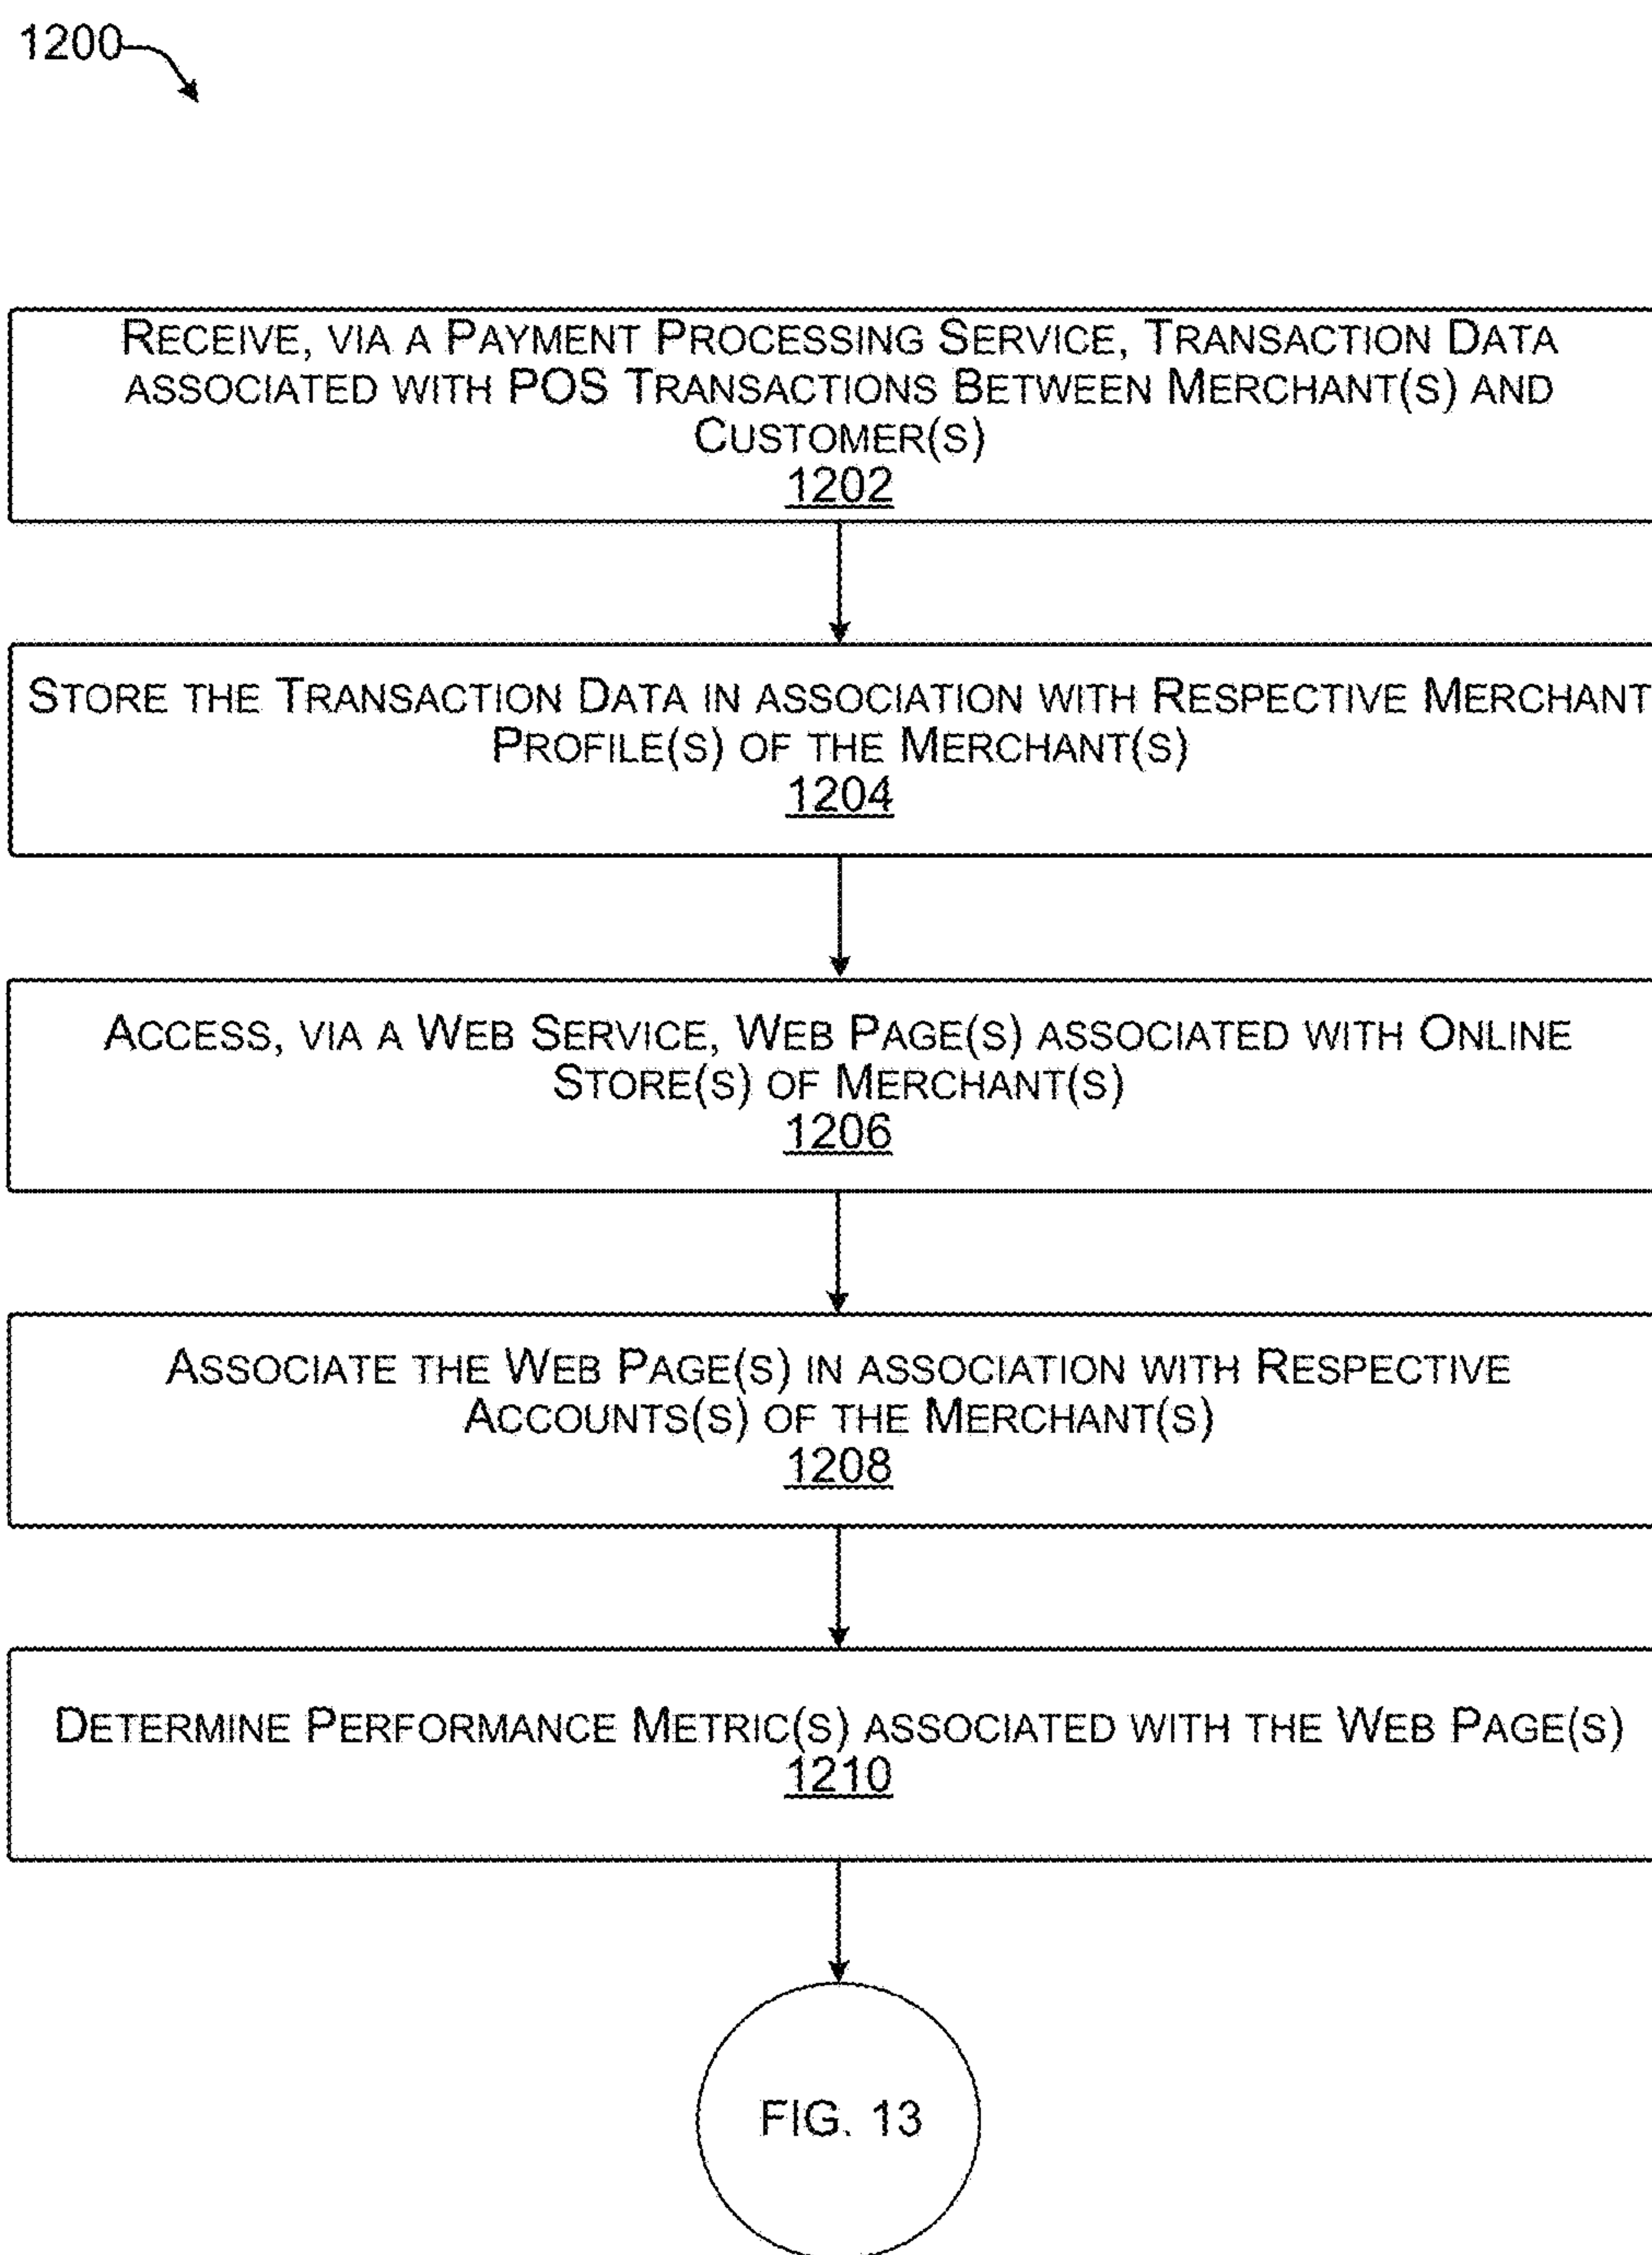 1200
RECEIVE, VIA A PAYMENT PROCESSING SERVICE, TRANSACTION DATA
ASSOCIATED WITH POS TRANSACTIONS BETWEEN MERCHANT(S) AND
CUSTOMER(S)
1202
STORE THE TRANSACTION DATA IN ASSOCIATION WITH RESPECTIVE MERCHANT
PROFILE(S) OF THE MERCHANT(S)
1204
ACCESS, VIA A WEB SERVICE, WEB PAGE(S) ASSOCIATED WITH ONLINE
STORE(S) OF MERCHANT(S)
1206
ASSOCIATE THE WEB PAGE(S) IN ASSOCIATION WITH RESPECTIVE
ACCOUNTS(S) OF THE MERCHANT(S)
1208
DETERMINE PERFORMANCE METRIC(S) ASSOCIATED WITH THE WEB PAGE(S)
1210
FIG. 13